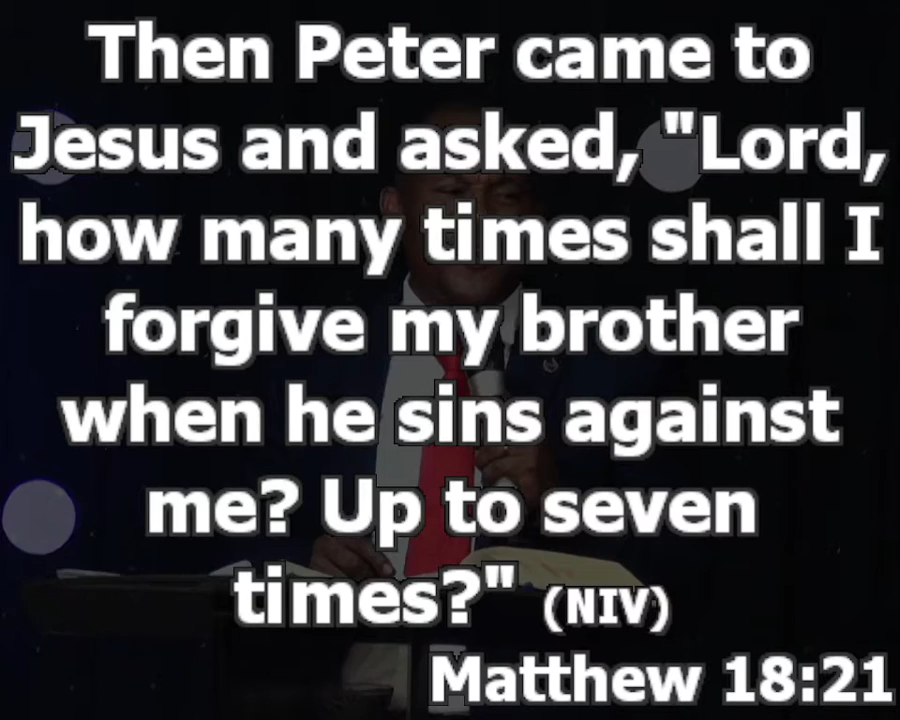 Then Peter came to
Jesus and asked, "Lord,
how many times shall I
forgive my brother
when he sins against
me? Up to seven
times?" (NIV)
Matthew 18:21